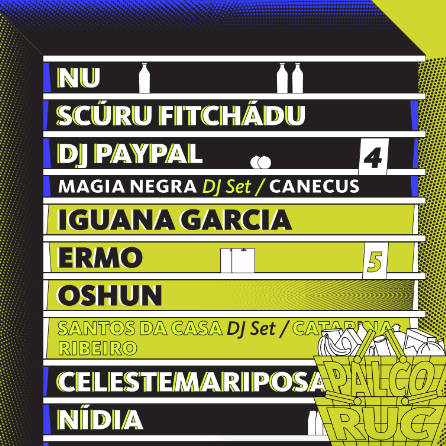 NU
SCÚRU FITCHÁDU
DJ PAYPAL
4
MAGIA NEGRA DJ Set / CANECUS
IGUANA GARCIA
ERMO
5
OSHUN
SANTOS DA CASA DJ Set / CATARINA
RIBEIRO
CELESTEMARIPOSA
NÍDIA
PALCO
RUC